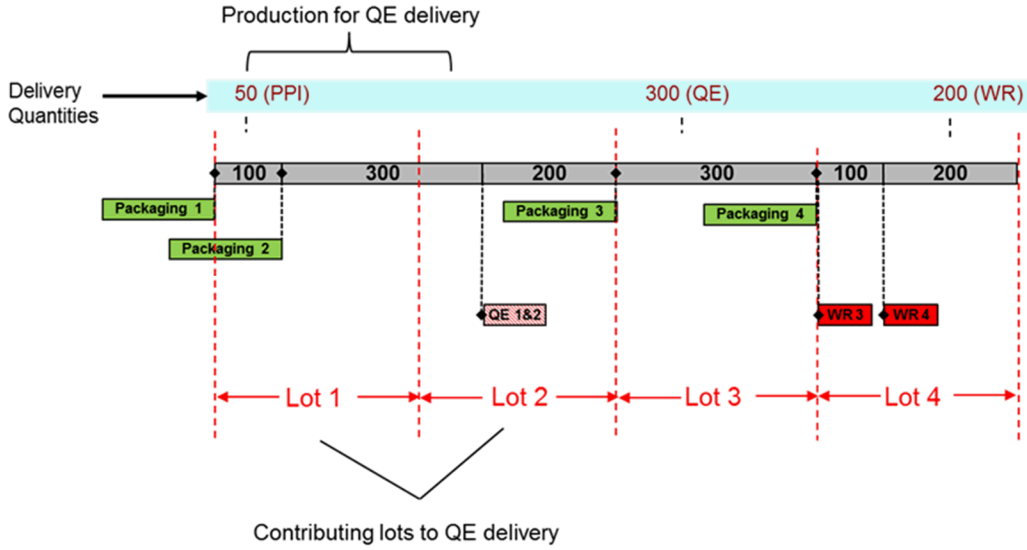 Production for QE delivery
Delivery
Quantities
50 (PPI)
300 (QE)
200 (WR)
100
300
200
300
100
200
Packaging 1
Packaging 2
Packaging 3
Packaging 4
QE 1&2
WR 3
WR 4
Lot 1
Lot 2
Lot 3
Lot 4
Contributing lots to QE delivery